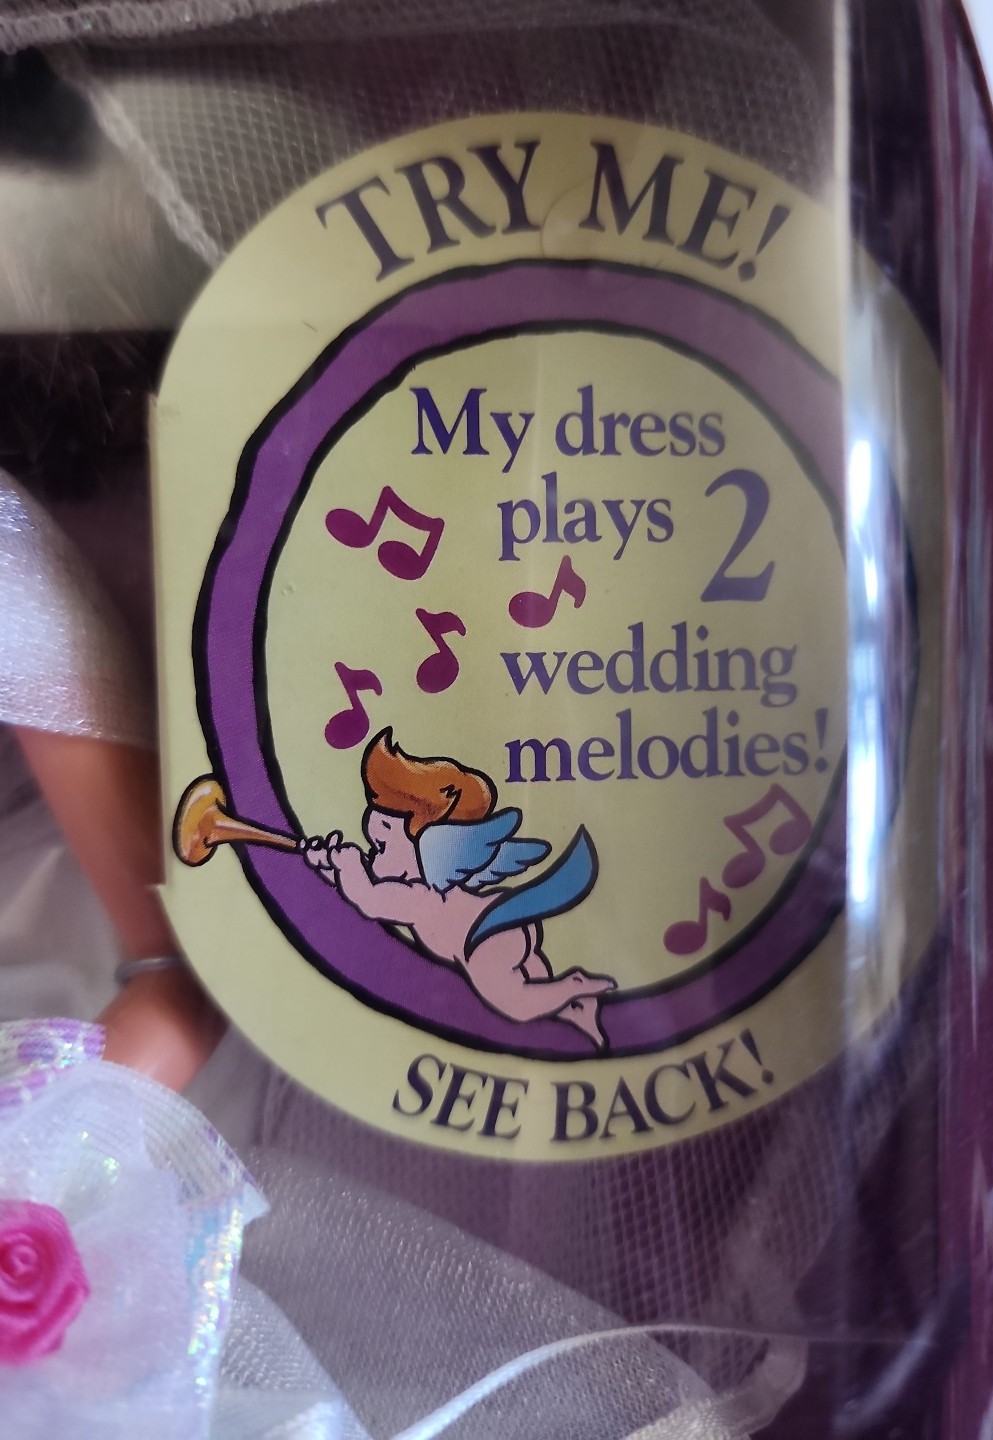 TRY ME!
My dress
plays 2
wedding
melodies!
SEE BACK!